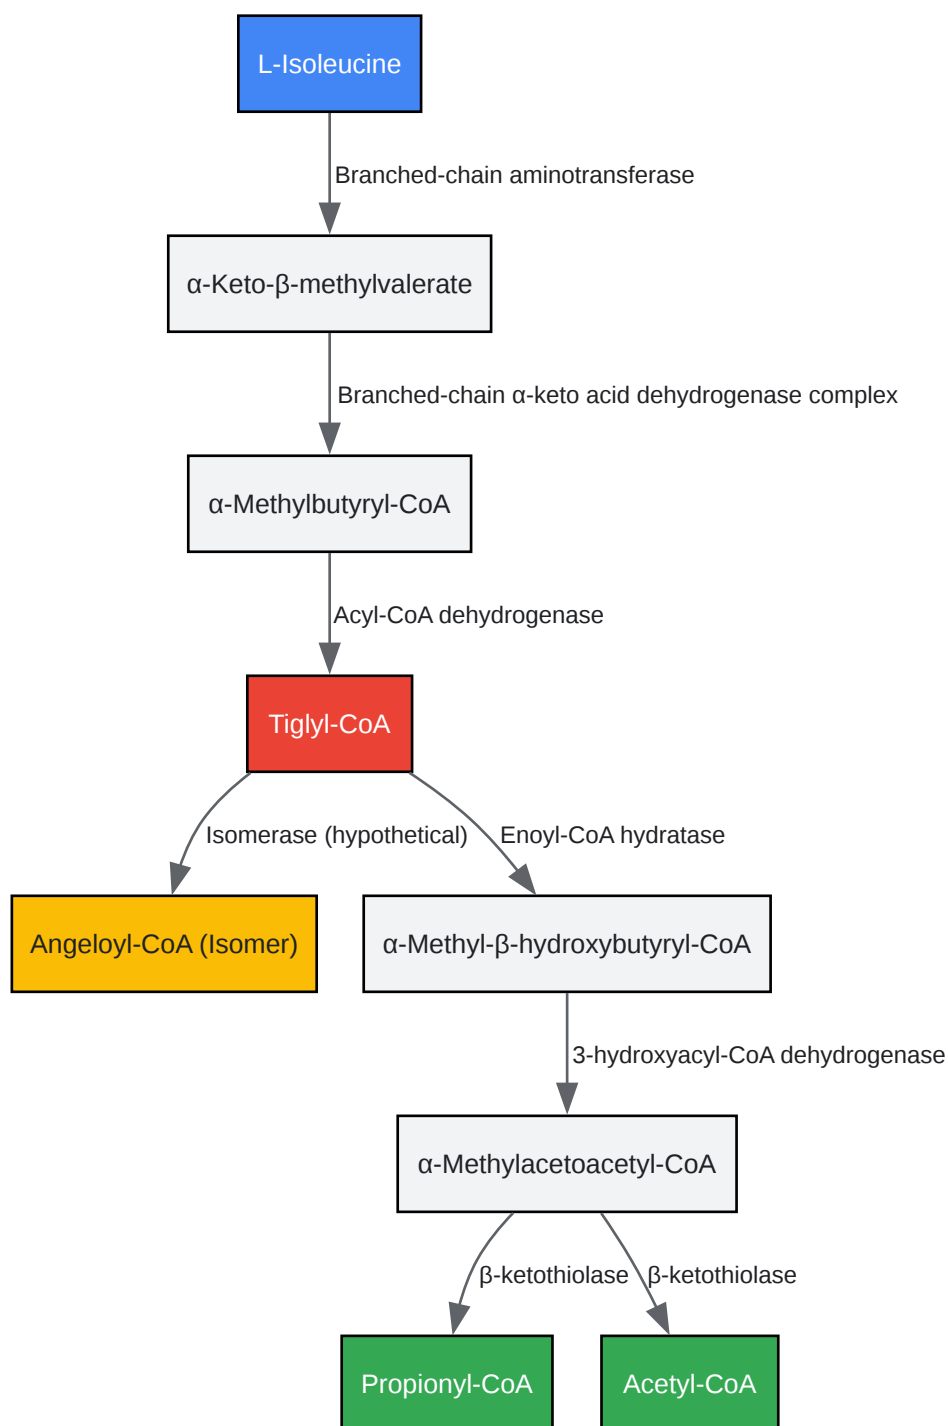 L-Isoleucine
Branched-chain aminotransferase
α-Keto-β-methylvalerate
Branched-chain α-keto acid dehydrogenase complex
α-Methylbutyryl-CoA
Acyl-CoA dehydrogenase
Tiglyl-CoA
Isomerase (hypothetical)
Enoyl-CoA hydratase
Angeloyl-CoA (Isomer)
α-Methyl-β-hydroxybutyryl-CoA
3-hydroxyacyl-CoA dehydrogenase
α-Methylacetoacetyl-CoA
β-ketothiolase
β-ketothiolase
Propionyl-CoA
Acetyl-CoA